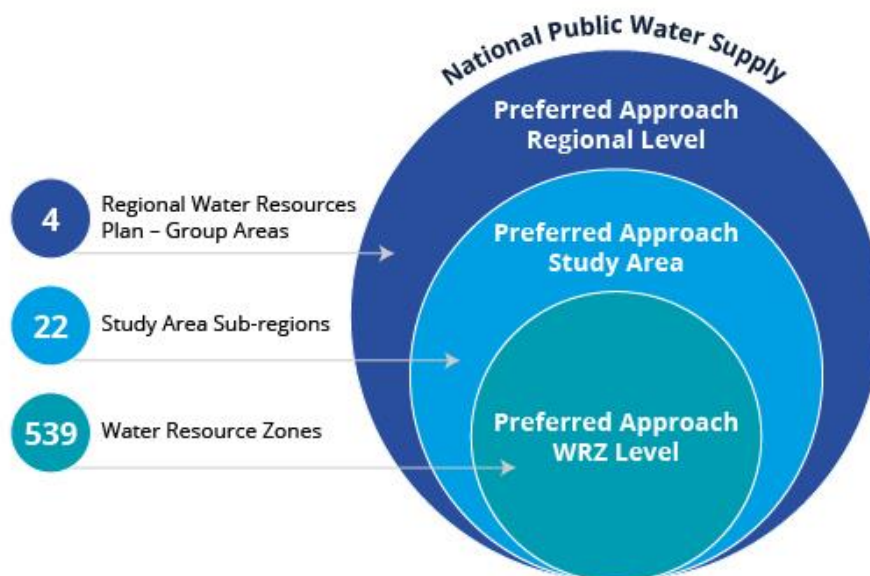 National Public Water Supply
Preferred Approach
Regional Level
4
Regional Water Resources
Plan – Group Areas
Preferred Approach
Study Area
22
Study Area Sub-regions
539
Water Resource Zones
Preferred Approach
WRZ Level